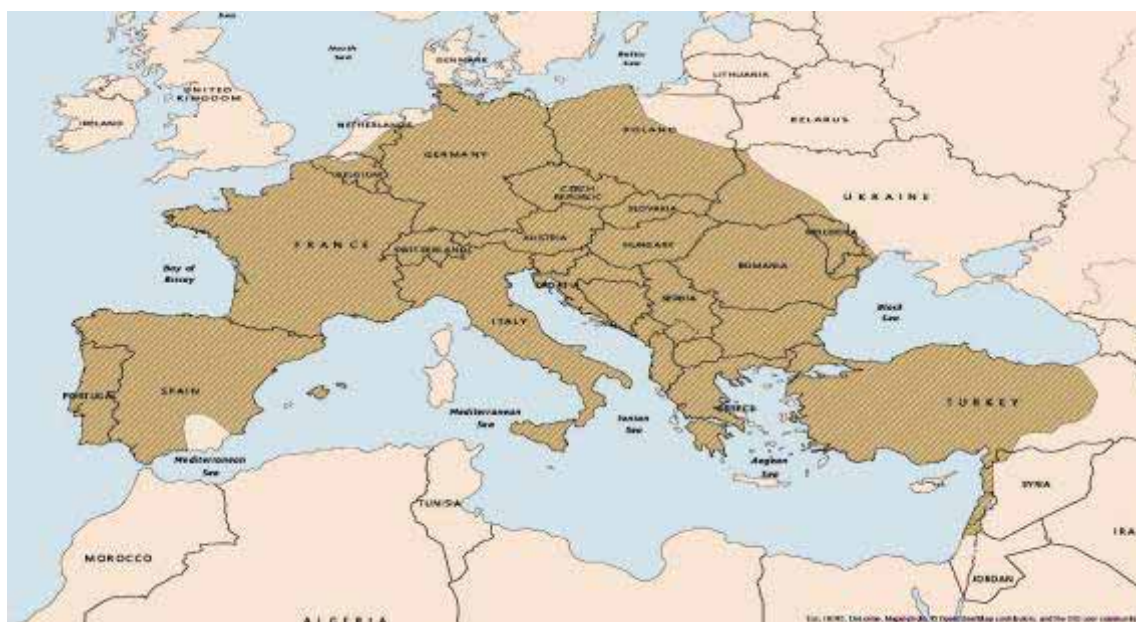 North
Sea
Baltic
Sea
DENMARK
LITHUANIA
UNITED
KINGDOM
IRELAND
BELARUS
NETHERLANDS
POLAND
GERMANY
BELGIUM
CZECH
REPUBLIC
UKRAINE
SLOVAKIA
MOLDOVA
FRANCE
SWITZERLAND
AUSTRIA
HUNGARY
ROMANIA
Bay of
Biscay
CROATIA
SERBIA
Black
Sea
ITALY
PORTUGAL
SPAIN
Mediterranean
Sea
Ionian
Sea
GREECE
TURKEY
Mediterranean
Sea
Aegean
Sea
SYRIA
TUNISIA
IRA
MOROCCO
JORDAN
ALGERIA